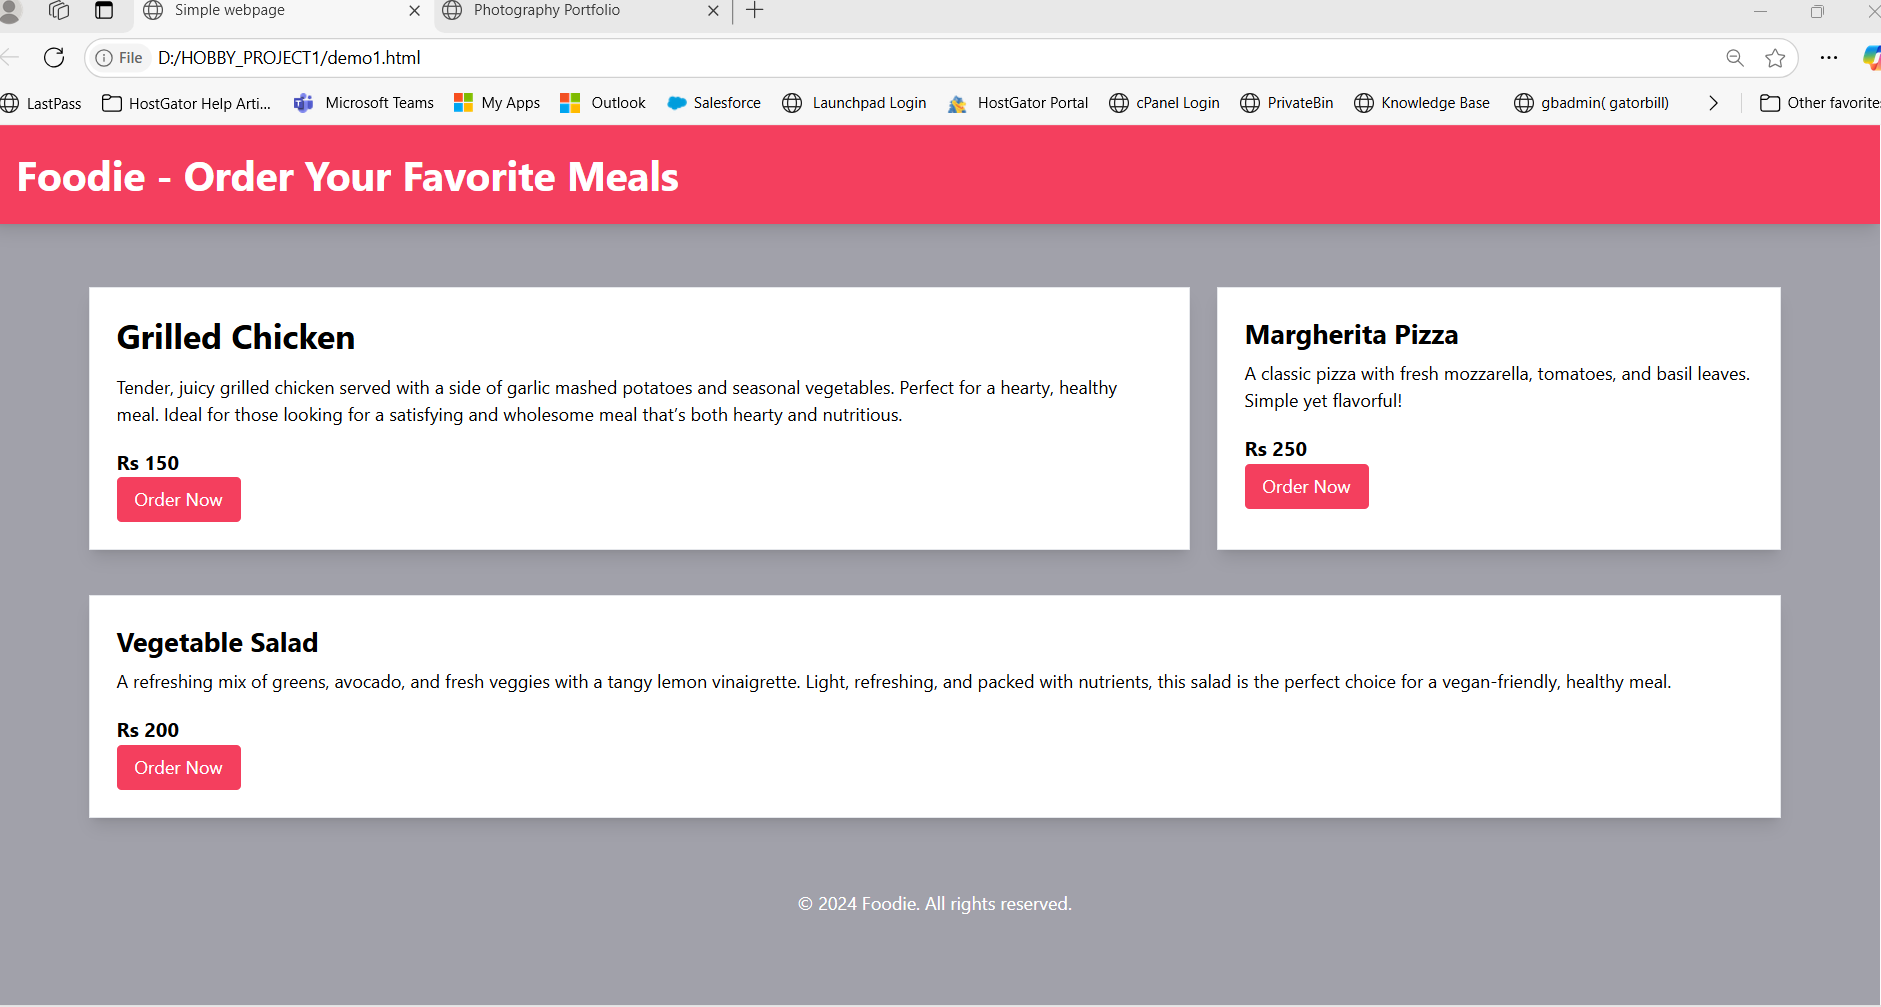 Simple webpage
Photography Portfolio
File D:/HOBBY_PROJECT1/demo1.html
LastPass HostGator Help Arti... Microsoft Teams My Apps Outlook Salesforce Launchpad Login HostGator Portal cPanel Login PrivateBin Knowledge Base gbadmin( gatorbill) Other favorites
Foodie - Order Your Favorite Meals
Grilled Chicken
Tender, juicy grilled chicken served with a side of garlic mashed potatoes and seasonal vegetables. Perfect for a hearty, healthy
meal. Ideal for those looking for a satisfying and wholesome meal that’s both hearty and nutritious.
Rs 150
Order Now
Margherita Pizza
A classic pizza with fresh mozzarella, tomatoes, and basil leaves.
Simple yet flavorful!
Rs 250
Order Now
Vegetable Salad
A refreshing mix of greens, avocado, and fresh veggies with a tangy lemon vinaigrette. Light, refreshing, and packed with nutrients, this salad is the perfect choice for a vegan-friendly, healthy meal.
Rs 200
Order Now
© 2024 Foodie. All rights reserved.